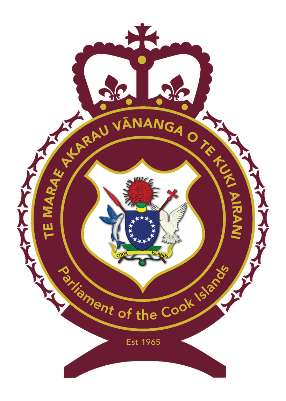 TE MARAE AKARAU VĀNANGA O TE KUKI AIRANI
Parliament of the Cook Islands
Est 1965